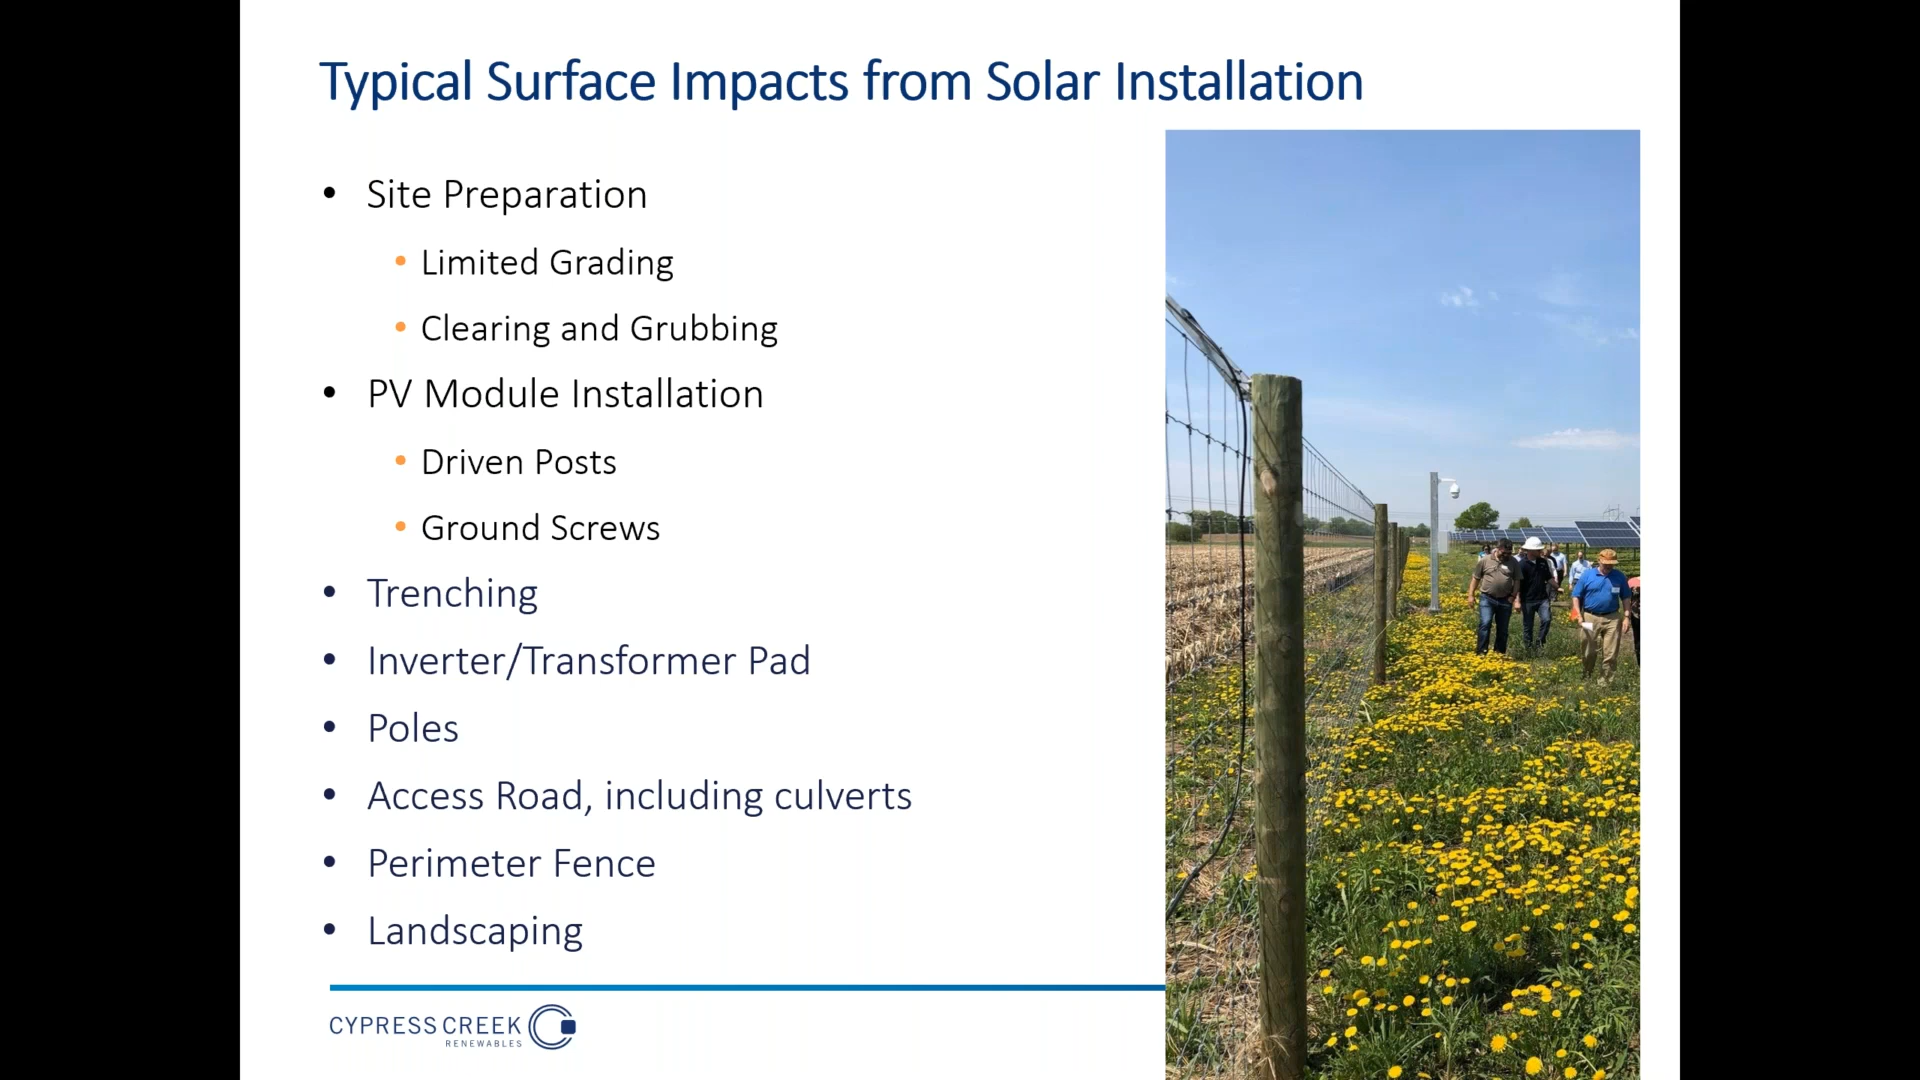 Typical Surface Impacts from Solar Installation
• Site Preparation
• Limited Grading
• Clearing and Grubbing
• PV Module Installation
• Driven Posts
• Ground Screws
• Trenching
• Inverter/Transformer Pad
• Poles
• Access Road, including culverts
• Perimeter Fence
• Landscaping
CYPRESS CREEK
RENEWABLES